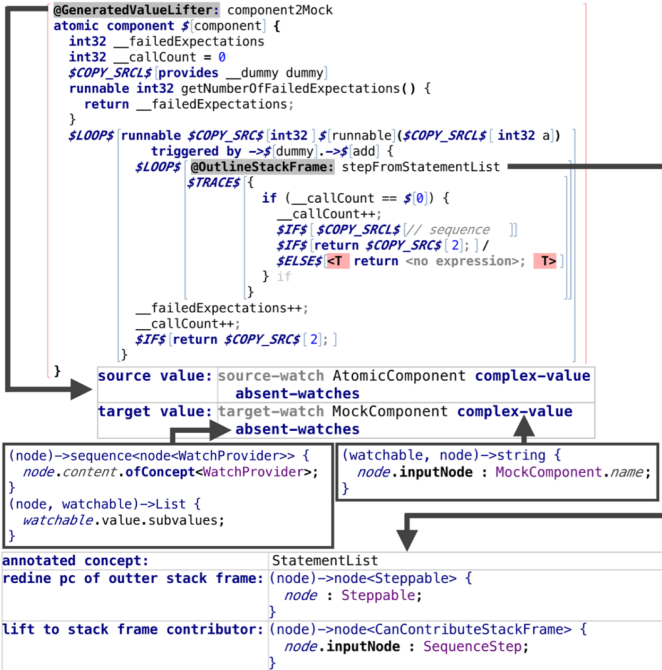 @GeneratedValueLifter: component2Mock
atomic component $[component] {
int32 __failedExpectations
int32 __callCount = 0
$COPY_SRCL$[provides __dummy dummy]
runnable int32 getNumberOfFailedExpectations() {
return __failedExpectations;
}
$LOOP$[runnable $COPY_SRC$[int32 ]$[runnable]($COPY_SRCL$[ int32 a])
triggered by ->$[dummy].->$[add] {
$LOOP$[ @OutlineStackFrame: stepFromStatementList
$TRACE$[{
if (__callCount == $[0]) {
__callCount++;
$IF$[ $COPY_SRCL$[// sequence ]]
$IF$[return $COPY_SRC$[2]; ]/
$ELSE$[<T return <no expression>; T>]
} if
}
]]
__failedExpectations++;
__callCount++;
$IF$[return $COPY_SRC$[2]; ]
}
]
}
source value: source-watch AtomicComponent complex-value
absent-watches
target value: target-watch MockComponent complex-value
absent-watches
(node)->sequence<node<WatchProvider>> {
node.content.ofConcept<WatchProvider>;
}
(node, watchable)->List {
watchable.value.subvalues;
}
(watchable, node)->string {
node.inputNode : MockComponent.name;
}
annotated concept: StatementList
redine pc of outter stack frame: (node)->node<Steppable> {
node : Steppable;
}
lift to stack frame contributor: (node)->node<CanContributeStackFrame> {
node.inputNode : SequenceStep;
}